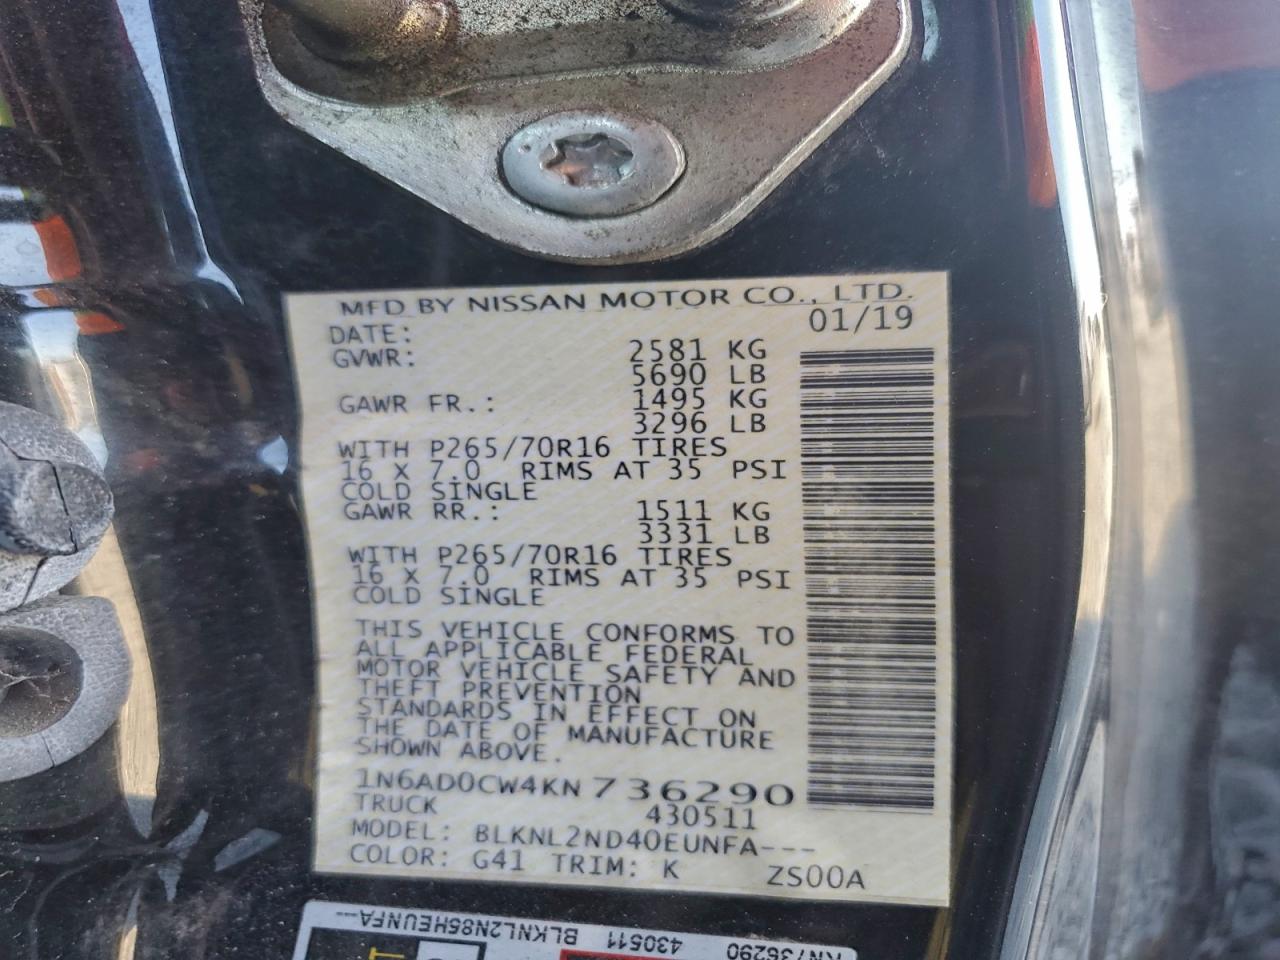 MFD BY NISSAN MOTOR CO., LTD.
DATE: 01/19
GVWR: 2581 KG
5690 LB
GAWR FR.: 1495 KG
3296 LB
WITH P265/70R16 TIRES
16 X 7.0 RIMS AT 35 PSI
COLD SINGLE
GAWR RR.: 1511 KG
3331 LB
WITH P265/70R16 TIRES
16 X 7.0 RIMS AT 35 PSI
COLD SINGLE
THIS VEHICLE CONFORMS TO
ALL APPLICABLE FEDERAL
MOTOR VEHICLE SAFETY AND
THEFT PREVENTION
STANDARDS IN EFFECT ON
THE DATE OF MANUFACTURE
SHOWN ABOVE.
1N6AD0CW4KN736290
TRUCK 430511
MODEL: BLKNL2ND40EUNFA---
COLOR: G41 TRIM: K ZS00A
KN736290 430511 BLKNL2N85HEUNFA---